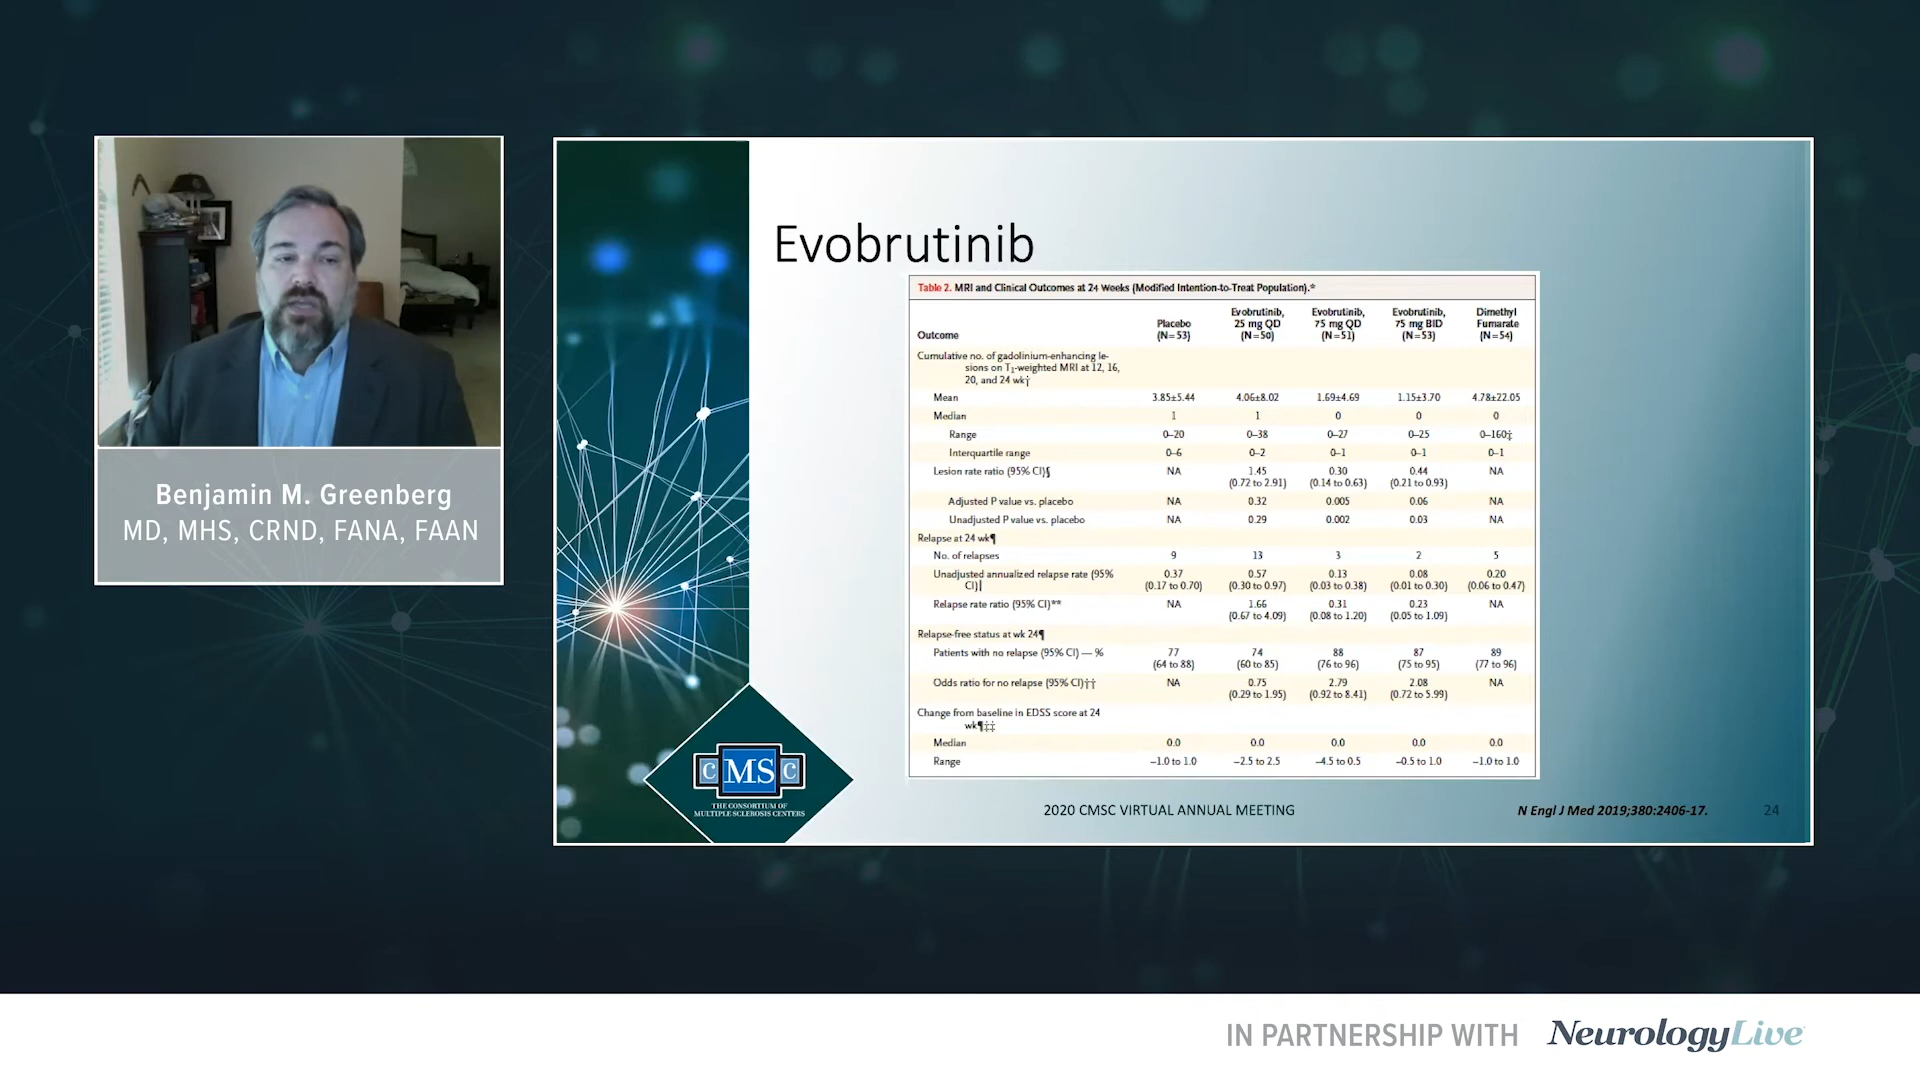 Benjamin M. Greenberg
MD, MHS, CRND, FANA, FAAN
Evobrutinib
Table 2. MRI and Clinical Outcomes at 24 Weeks (Modified Intention-to-Treat Population).*
Outcome Placebo (N=53) Evobrutinib, 25 mg QD (N=50) Evobrutinib, 75 mg QD (N=51) Evobrutinib, 75 mg BID (N=53) Dimethyl Fumarate (N=54)
Cumulative no. of gadolinium-enhancing le-
sions on T1-weighted MRI at 12, 16,
20, and 24 wk†
Mean 3.85±5.44 4.06±8.02 1.69±4.69 1.15±3.70 4.78±22.05
Median 1 1 0 0 0
Range 0–20 0–38 0–27 0–25 0–160‡
Interquartile range 0–6 0–2 0–1 0–1 0–1
Lesion rate ratio (95% CI)§ NA 1.45 0.30 0.44 NA
(0.72 to 2.91) (0.14 to 0.63) (0.21 to 0.93)
Adjusted P value vs. placebo NA 0.32 0.005 0.06 NA
Unadjusted P value vs. placebo NA 0.29 0.002 0.03 NA
Relapse at 24 wk¶
No. of relapses 9 13 3 2 5
Unadjusted annualized relapse rate (95% 0.37 0.57 0.13 0.08 0.20
CI)‖ (0.17 to 0.70) (0.30 to 0.97) (0.03 to 0.38) (0.01 to 0.30) (0.06 to 0.47)
Relapse rate ratio (95% CI)** NA 1.66 0.31 0.23 NA
(0.67 to 4.09) (0.08 to 1.20) (0.05 to 1.09)
Relapse-free status at wk 24¶
Patients with no relapse (95% CI) — % 77 74 88 87 89
(64 to 88) (60 to 85) (76 to 96) (75 to 95) (77 to 96)
Odds ratio for no relapse (95% CI)†† NA 0.75 2.79 2.08 NA
(0.29 to 1.95) (0.92 to 8.41) (0.72 to 5.99)
Change from baseline in EDSS score at 24
wk¶‡‡
Median 0.0 0.0 0.0 0.0 0.0
Range –1.0 to 1.0 –2.5 to 2.5 –4.5 to 0.5 –0.5 to 1.0 –1.0 to 1.0
CMSC
THE CONSORTIUM OF
MULTIPLE SCLEROSIS CENTERS
2020 CMSC VIRTUAL ANNUAL MEETING
N Engl J Med 2019;380:2406-17.
24
IN PARTNERSHIP WITH NeurologyLive